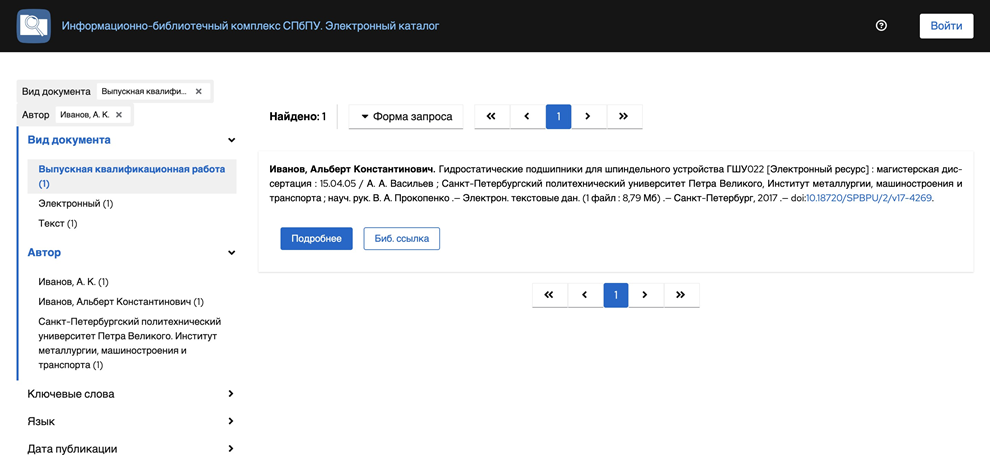 Информационно-библиотечный комплекс СПбПУ. Электронный каталог
Войти
Вид документа Выпускная квалифи... ×
Автор Иванов, А. К. ×
Вид документа
Выпускная квалификационная работа
(1)
Электронный (1)
Текст (1)
Автор
Иванов, А. К. (1)
Иванов, Альберт Константинович (1)
Санкт-Петербургский политехнический
университет Петра Великого. Институт
металлургии, машиностроения и
транспорта (1)
Ключевые слова
Язык
Дата публикации
Найдено: 1
Форма запроса
1
Иванов, Альберт Константинович. Гидростатические подшипники для шпиндельного устройства ГШУ022 [Электронный ресурс] : магистерская дис-
сертация : 15.04.05 / А. А. Васильев ; Санкт-Петербургский политехнический университет Петра Великого, Институт металлургии, машиностроения и
транспорта ; науч. рук. В. А. Прокопенко .— Электрон. текстовые дан. (1 файл : 8,79 Мб) .— Санкт-Петербург, 2017 .— doi:10.18720/SPBPU/2/v17-4269.
Подробнее
Биб. ссылка
1